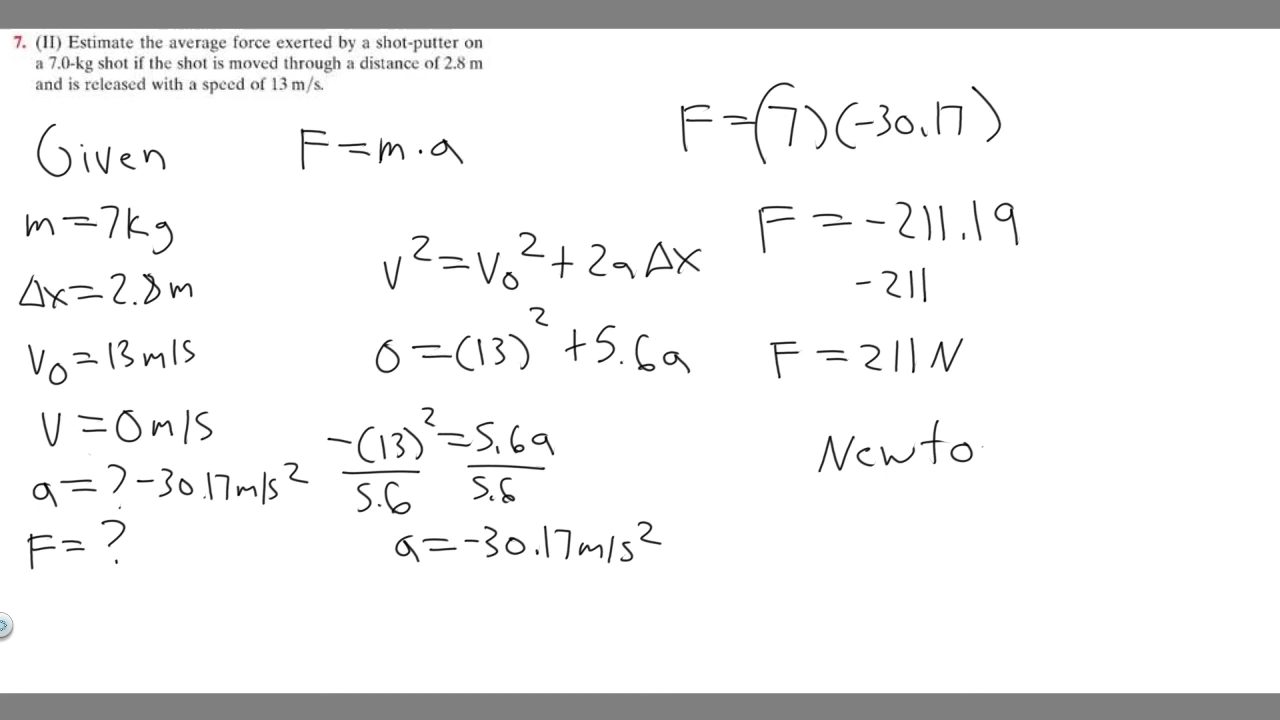 7. (II) Estimate the average force exerted by a shot-putter on
a 7.0-kg shot if the shot is moved through a distance of 2.8 m
and is released with a speed of 13 m/s.
Given
m=7kg
Δx=2.8m
V₀=13m/s
V=0m/s
a=?-30.17m/s²
F=?
F=m·a
V²=V₀²+2aΔx
0=(13)²+5.6a
-(13)²=5.6a
5.6 5.6
a=-30.17m/s²
F=(7)(-30.17)
F=-211.19
-211
F=211N
Newto